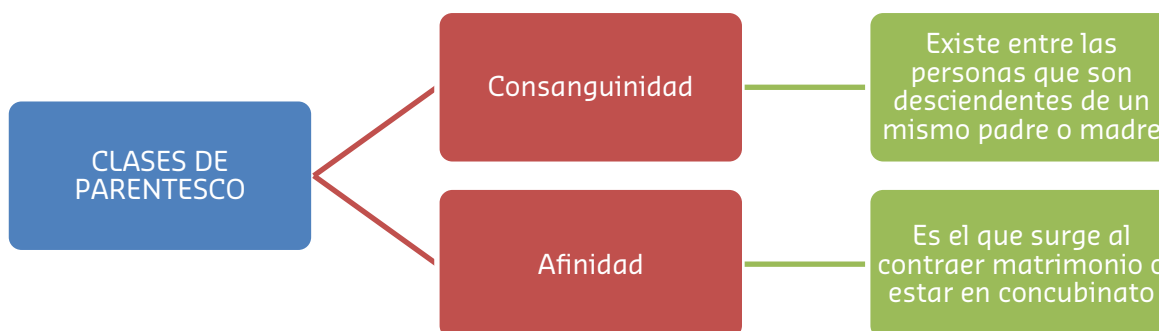 CLASES DE
PARENTESCO
Consanguinidad
Existe entre las
personas que son
desciendentes de un
mismo padre o madre
Afinidad
Es el que surge al
contraer matrimonio o
estar en concubinato